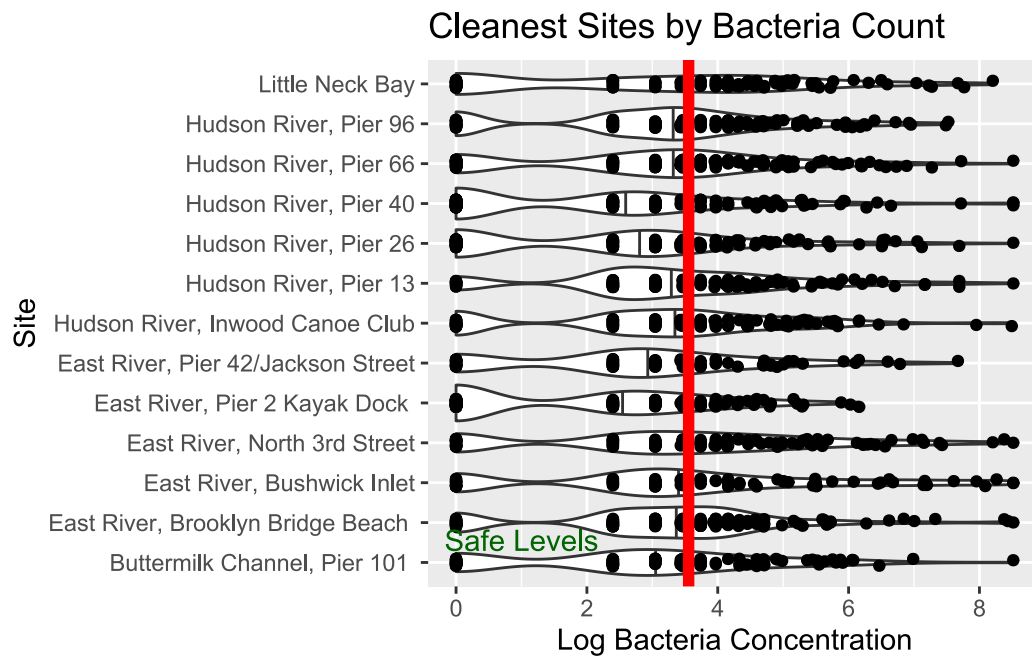 Cleanest Sites by Bacteria Count
Site
Little Neck Bay
Hudson River, Pier 96
Hudson River, Pier 66
Hudson River, Pier 40
Hudson River, Pier 26
Hudson River, Pier 13
Hudson River, Inwood Canoe Club
East River, Pier 42/Jackson Street
East River, Pier 2 Kayak Dock
East River, North 3rd Street
East River, Bushwick Inlet
East River, Brooklyn Bridge Beach
Safe Levels
Buttermilk Channel, Pier 101
0 2 4 6 8
Log Bacteria Concentration